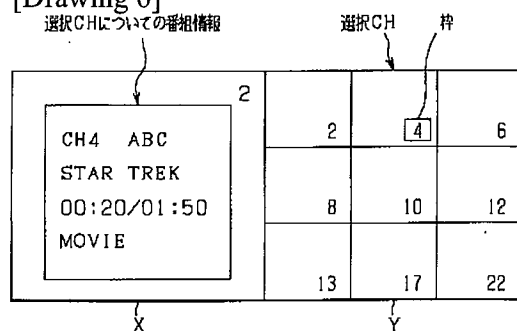 [Drawing 6]
選択CHについての番組情報
選択CH
枠
2
CH4 ABC
STAR TREK
00:20/01:50
MOVIE
2 4 6
8 10 12
13 17 22
X
Y